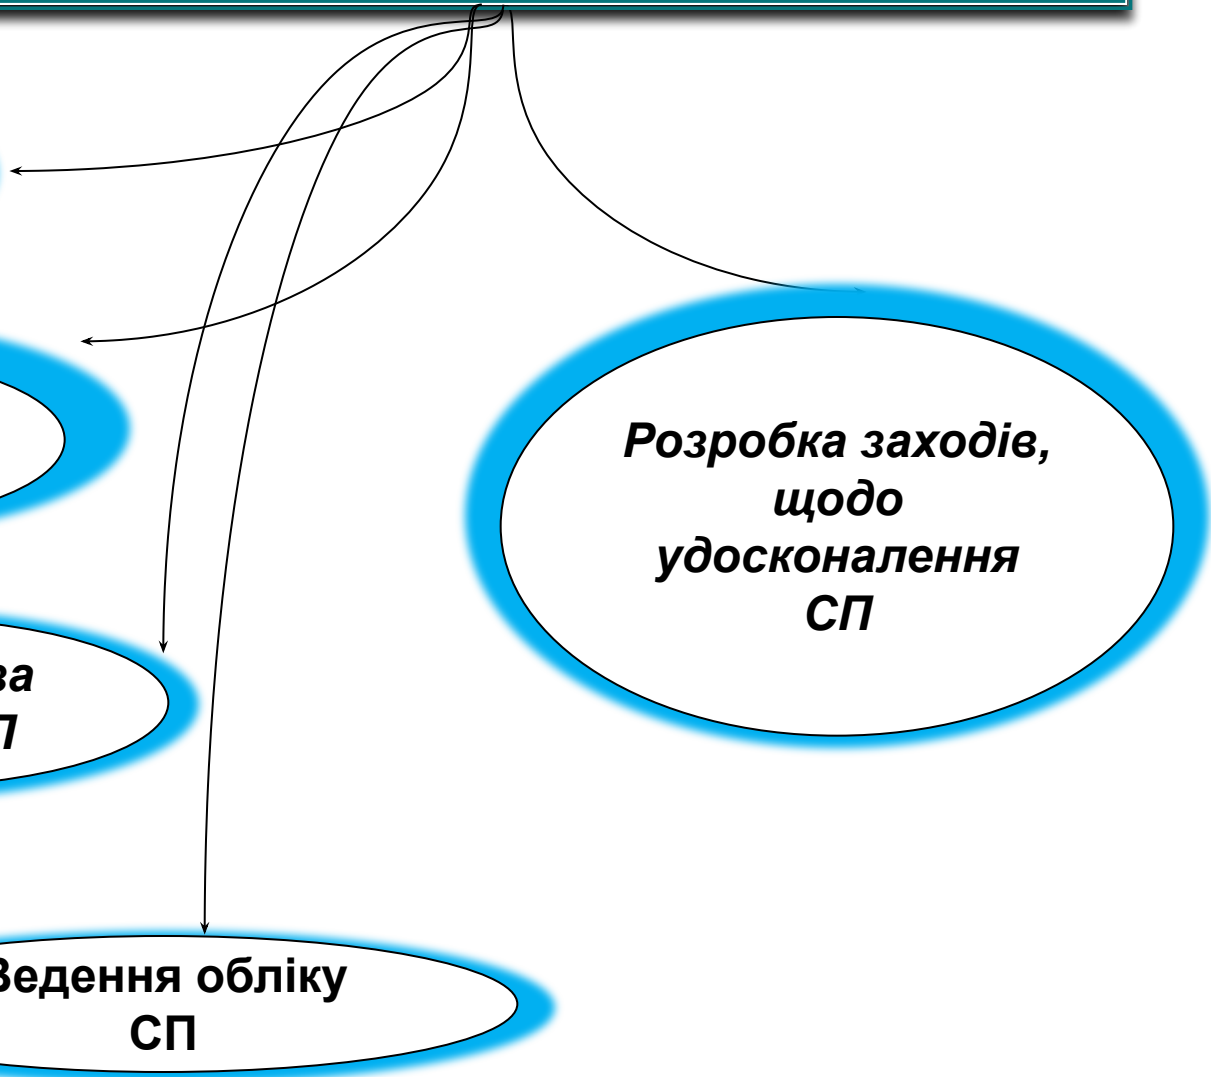 Розробка заходів,
щодо
удосконалення
СП
Ведення обліку
СП